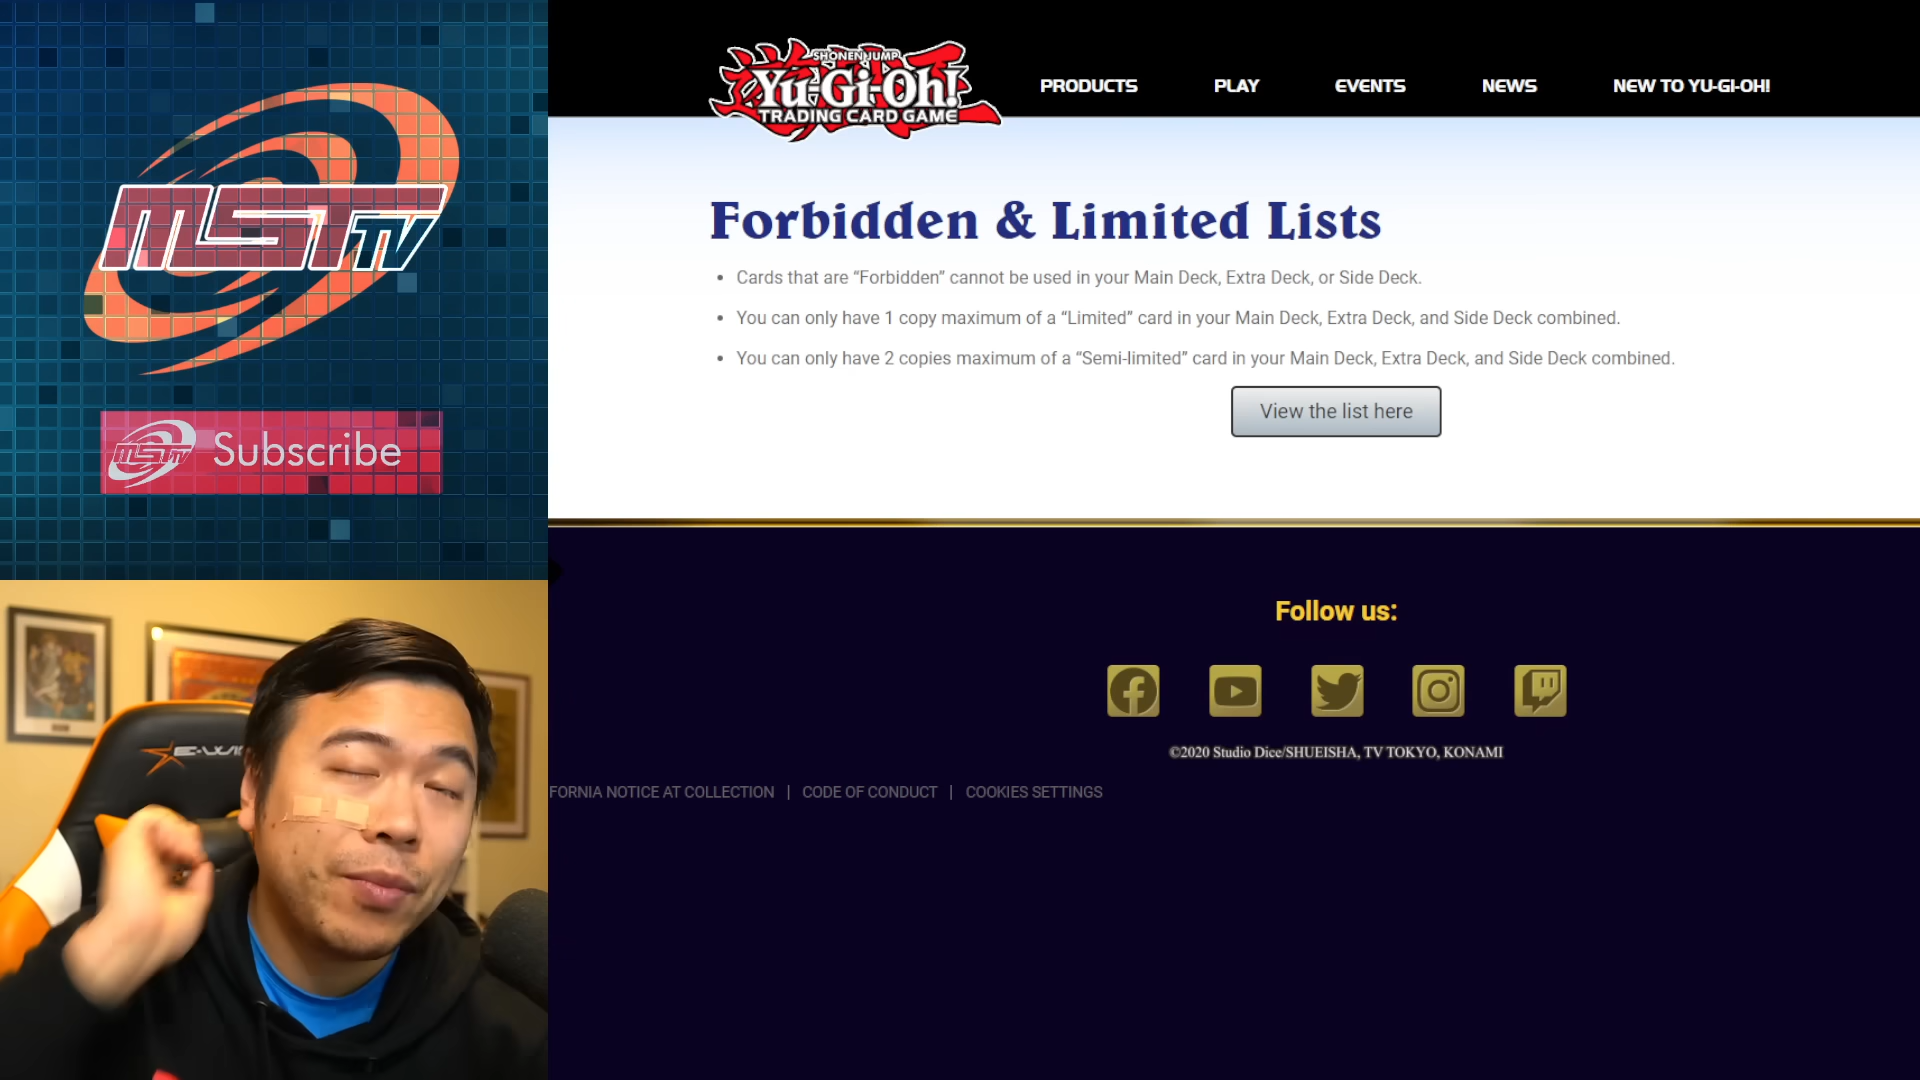 MSTTV
MSTTV Subscribe
SHONEN JUMP
Yu-Gi-Oh!
TRADING CARD GAME
PRODUCTS
PLAY
EVENTS
NEWS
NEW TO YU-GI-OH!
Forbidden & Limited Lists
• Cards that are “Forbidden” cannot be used in your Main Deck, Extra Deck, or Side Deck.
• You can only have 1 copy maximum of a “Limited” card in your Main Deck, Extra Deck, and Side Deck combined.
• You can only have 2 copies maximum of a “Semi-limited” card in your Main Deck, Extra Deck, and Side Deck combined.
View the list here
Follow us:
©2020 Studio Dice/SHUEISHA, TV TOKYO, KONAMI
FORNIA NOTICE AT COLLECTION | CODE OF CONDUCT | COOKIES SETTINGS